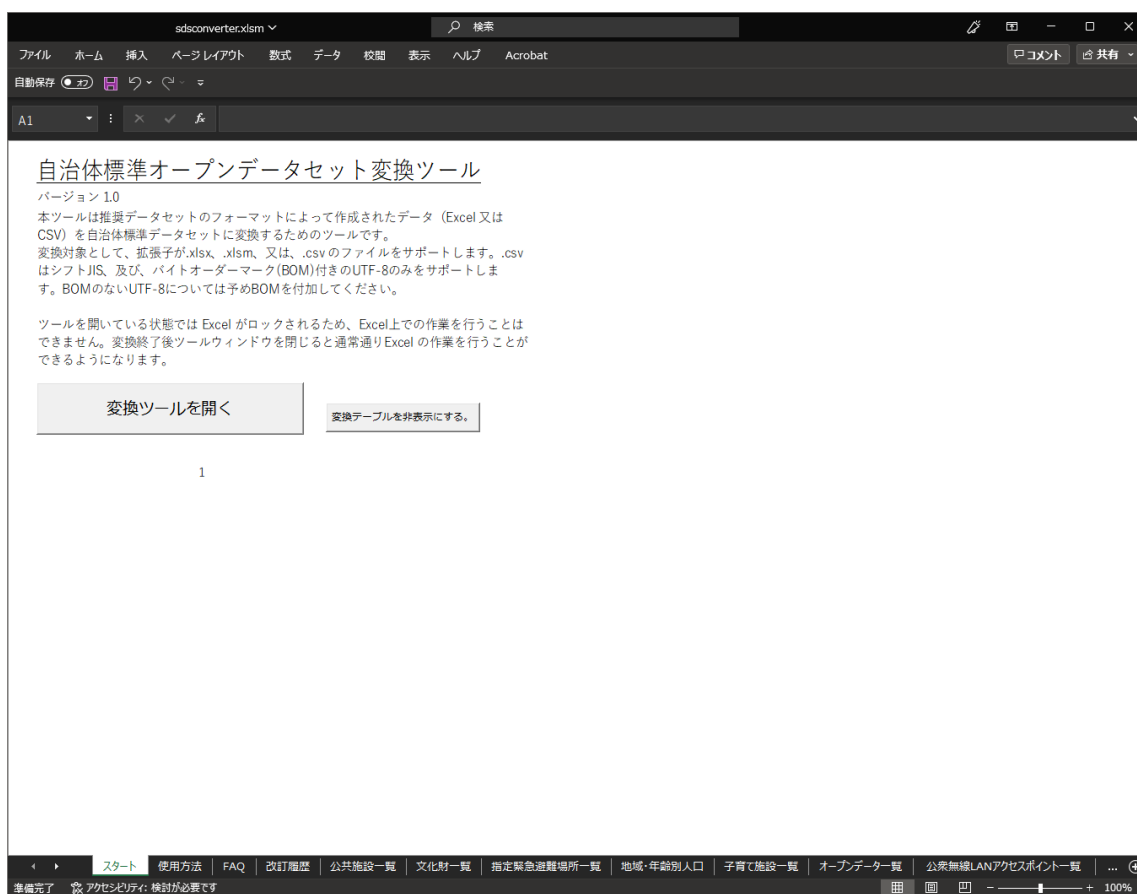 sdsconverter.xlsm
検索
ファイル ホーム 挿入 ページ レイアウト 数式 データ 校閲 表示 ヘルプ Acrobat コメント 共有
自動保存 オフ
A1 fx
自治体標準オープンデータセット変換ツール
バージョン 1.0
本ツールは推奨データセットのフォーマットによって作成されたデータ（Excel 又は
CSV）を自治体標準データセットに変換するためのツールです。
変換対象として、拡張子が.xlsx、.xlsm、又は、.csv のファイルをサポートします。.csv
はシフトJIS、及び、バイトオーダーマーク(BOM)付きのUTF-8のみをサポートしま
す。BOMのないUTF-8については予めBOMを付加してください。
ツールを開いている状態では Excel がロックされるため、Excel上での作業を行うことは
できません。変換終了後ツールウィンドウを閉じると通常通りExcel の作業を行うことが
できるようになります。
変換ツールを開く 変換テーブルを非表示にする。
1
スタート 使用方法 FAQ 改訂履歴 公共施設一覧 文化財一覧 指定緊急避難場所一覧 地域・年齢別人口 子育て施設一覧 オープンデーター覧 公衆無線LANアクセスポイント一覧 ...
準備完了 アクセシビリティ: 検討が必要です 100%